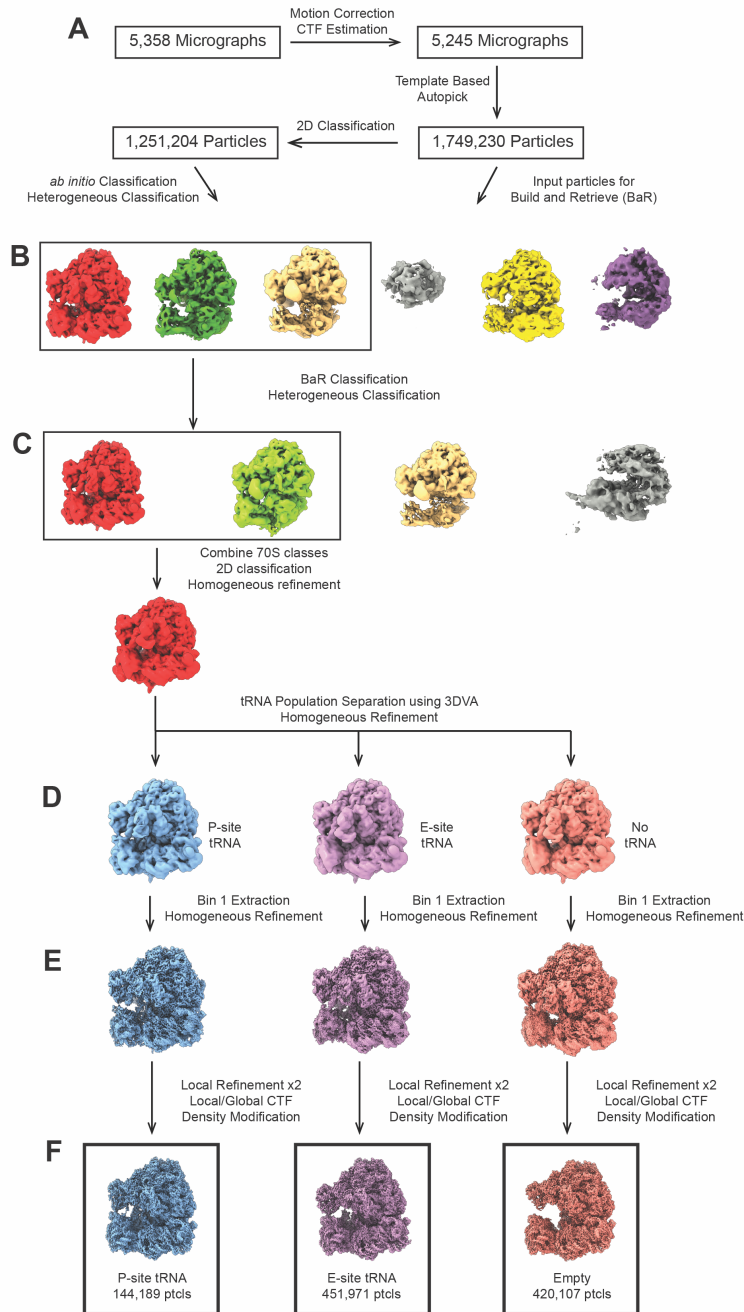 A
5,358 Micrographs
Motion Correction
CTF Estimation
5,245 Micrographs
Template Based
Autopick
1,251,204 Particles
2D Classification
1,749,230 Particles
ab initio Classification
Heterogeneous Classification
Input particles for
Build and Retrieve (BaR)
B
BaR Classification
Heterogeneous Classification
C
Combine 70S classes
2D classification
Homogeneous refinement
tRNA Population Separation using 3DVA
Homogeneous Refinement
D
P-site
tRNA
E-site
tRNA
No
tRNA
Bin 1 Extraction
Homogeneous Refinement
Bin 1 Extraction
Homogeneous Refinement
Bin 1 Extraction
Homogeneous Refinement
E
Local Refinement x2
Local/Global CTF
Density Modification
Local Refinement x2
Local/Global CTF
Density Modification
Local Refinement x2
Local/Global CTF
Density Modification
F
P-site tRNA
144,189 ptcls
E-site tRNA
451,971 ptcls
Empty
420,107 ptcls